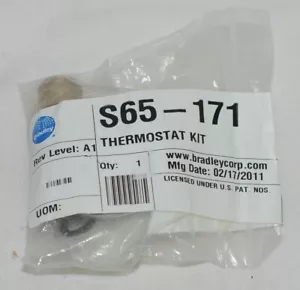 Bradley
S65-171
THERMOSTAT KIT
Rev Level: A1
Qty: 1
www.bradleycorp.com
Mfg Date: 02/17/2011
LICENSED UNDER U.S. PAT. NOS.
UOM: